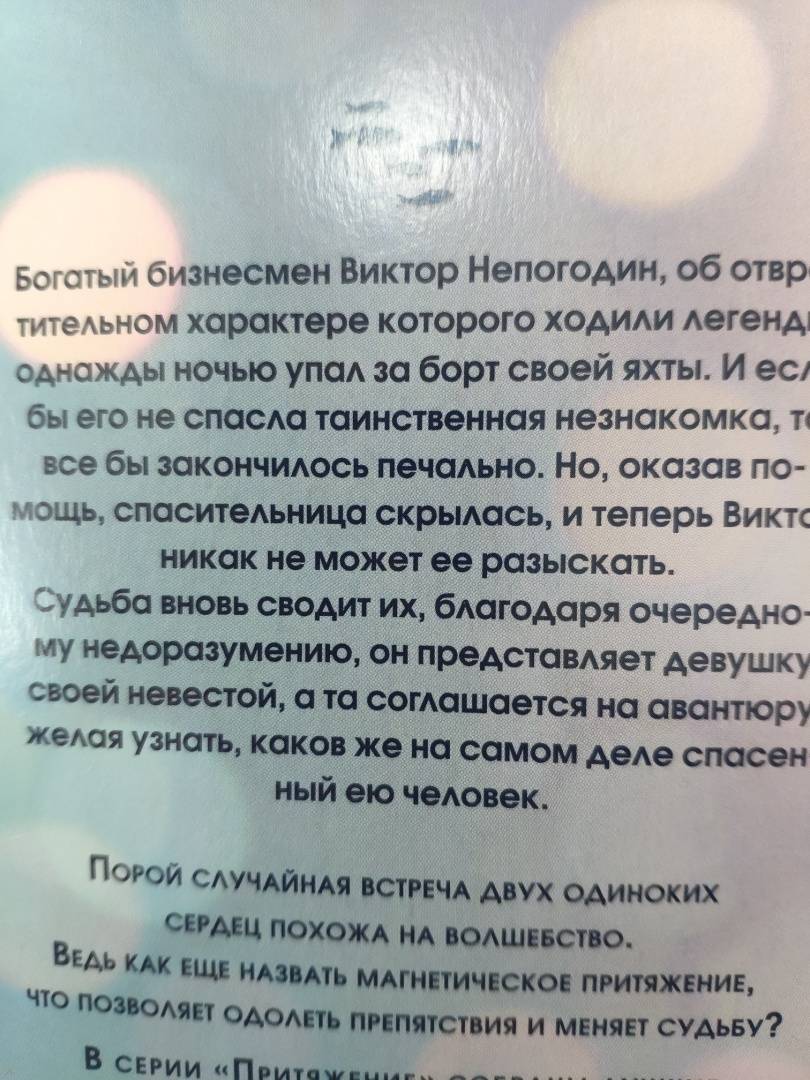 Богатый бизнесмен Виктор Непогодин, об отвр
тительном характере которого ходили легенд
однажды ночью упал за борт своей яхты. И есл
бы его не спасла таинственная незнакомка, т
все бы закончилось печально. Но, оказав по-
мощь, спасительница скрылась, и теперь Викто
никак не может ее разыскать.
Судьба вновь сводит их, благодаря очередно-
му недоразумению, он представляет девушку
своей невестой, а та соглашается на авантюру
желая узнать, каков же на самом деле спасен
ный ею человек.
Порой случайная встреча двух одиноких
сердец похожа на волшебство.
Ведь как еще назвать магнетическое притяжение,
что позволяет одолеть препятствия и меняет судьбу?
В серии «Притяжение»